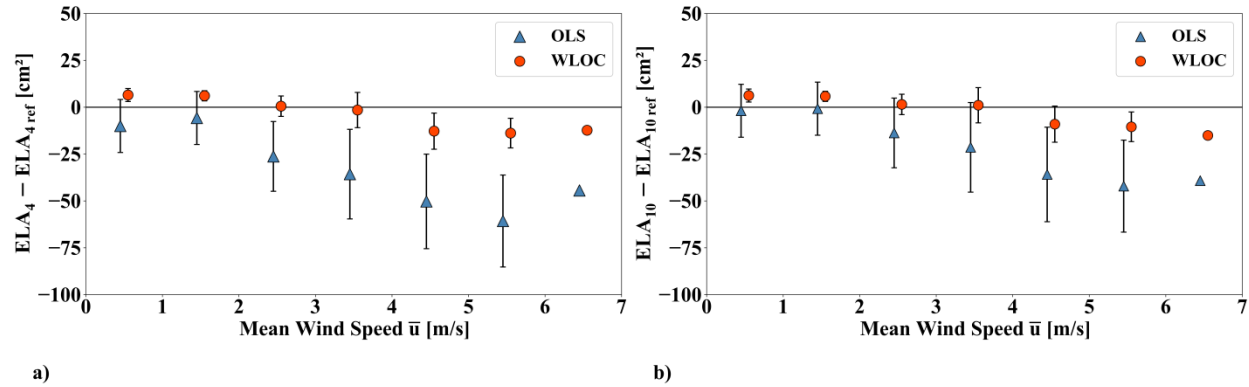 50
25
0
−25
−50
−75
−100
ELA₄ − ELA₄ ref [cm²]
OLS
WLOC
0 1 2 3 4 5 6 7
Mean Wind Speed u̅ [m/s]
a)
50
25
0
−25
−50
−75
−100
ELA₁₀ − ELA₁₀ ref [cm²]
OLS
WLOC
0 1 2 3 4 5 6 7
Mean Wind Speed u̅ [m/s]
b)